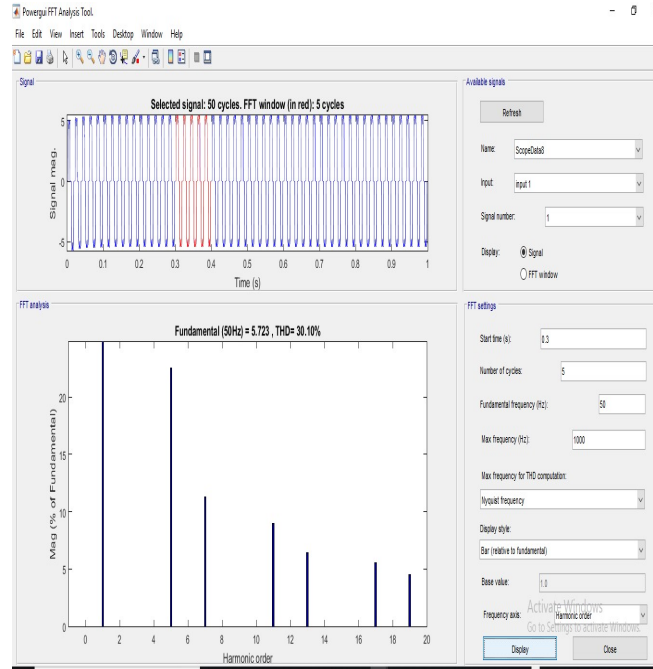 Powergui FFT Analysis Tool.
File Edit View Insert Tools Desktop Window Help
Signal
Selected signal: 50 cycles. FFT window (in red): 5 cycles
5
0
-5
Signal mag.
0 0.1 0.2 0.3 0.4 0.5 0.6 0.7 0.8 0.9 1
Time (s)
FFT analysis
Fundamental (50Hz) = 5.723 , THD= 30.10%
20
15
10
5
0
Mag (% of Fundamental)
0 2 4 6 8 10 12 14 16 18 20
Harmonic order
Available signals
Refresh
Name: ScopeData8
Input: input 1
Signal number: 1
Display: Signal
FFT window
FFT settings
Start time (s): 0.3
Number of cycles: 5
Fundamental frequency (Hz): 50
Max frequency (Hz): 1000
Max frequency for THD computation:
Nyquist frequency
Display style:
Bar (relative to fundamental)
Base value: 1.0
Activate Windows
Frequency axis: Harmonic order
Go to Settings to activate Windows.
Display Close